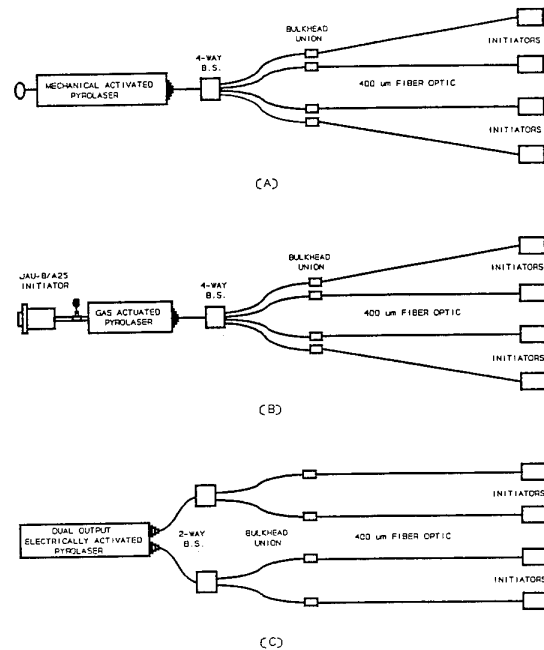 BULKHEAD
UNION
4-WAY
B.S.
INITIATORS
MECHANICAL ACTIVATED
PYROLASER
400 um FIBER OPTIC
INITIATORS
(A)
JAU-8/A25
INITIATOR
BULKHEAD
UNION
4-WAY
B.S.
INITIATORS
GAS ACTUATED
PYROLASER
400 um FIBER OPTIC
INITIATORS
(B)
INITIATORS
DUAL OUTPUT
ELECTRICALLY ACTIVATED
PYROLASER
2-WAY
B.S.
BULKHEAD
UNION
400 um FIBER OPTIC
INITIATORS
(C)